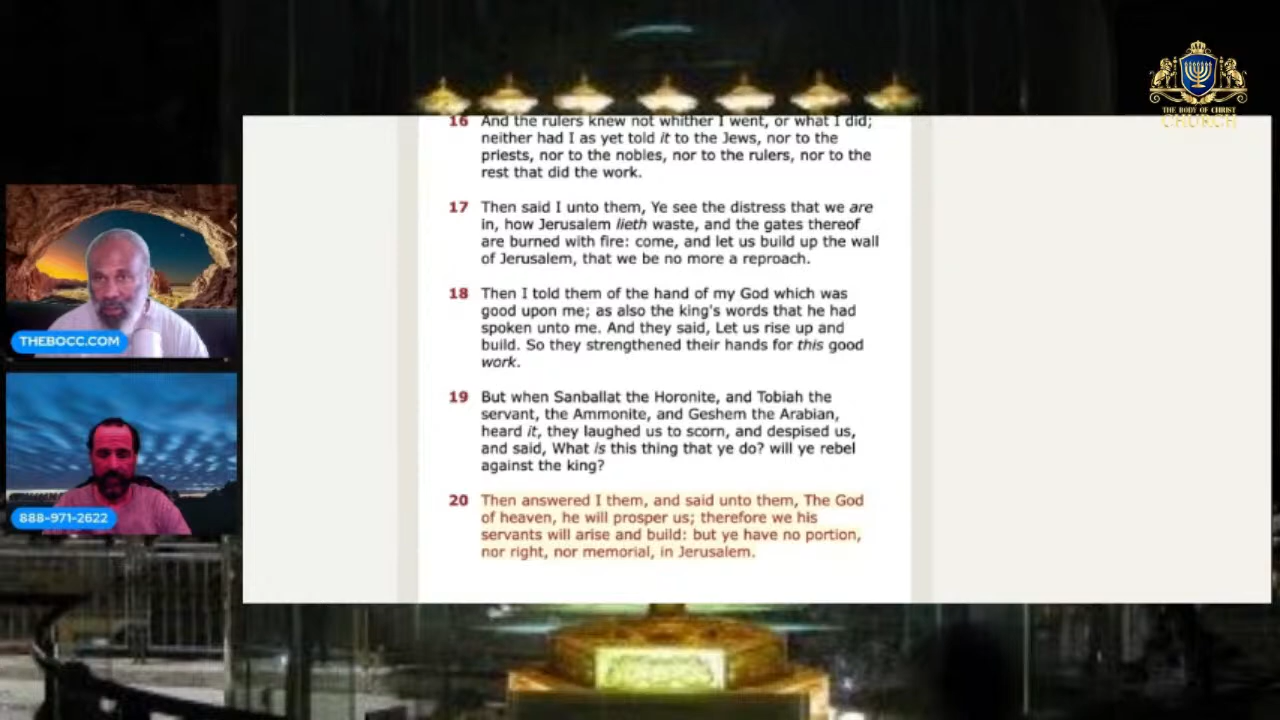 THE BODY OF CHRIST
CHURCH
16 And the rulers knew not whither I went, or what I did;
neither had I as yet told it to the Jews, nor to the
priests, nor to the nobles, nor to the rulers, nor to the
rest that did the work.
17 Then said I unto them, Ye see the distress that we are
in, how Jerusalem lieth waste, and the gates thereof
are burned with fire: come, and let us build up the wall
of Jerusalem, that we be no more a reproach.
18 Then I told them of the hand of my God which was
good upon me; as also the king's words that he had
spoken unto me. And they said, Let us rise up and
build. So they strengthened their hands for this good
work.
19 But when Sanballat the Horonite, and Tobiah the
servant, the Ammonite, and Geshem the Arabian,
heard it, they laughed us to scorn, and despised us,
and said, What is this thing that ye do? will ye rebel
against the king?
20 Then answered I them, and said unto them, The God
of heaven, he will prosper us; therefore we his
servants will arise and build: but ye have no portion,
nor right, nor memorial, in Jerusalem.
THEBOCC.COM
888-971-2622